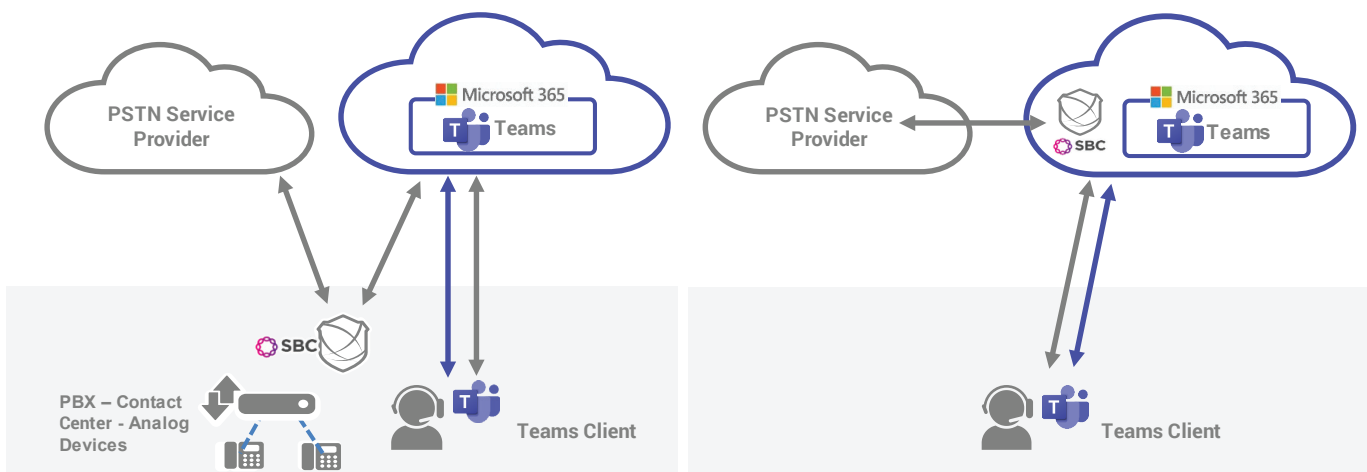 PSTN Service
Provider
Microsoft 365
T
Teams
SBC
PBX – Contact
Center - Analog
Devices
T
Teams Client
PSTN Service
Provider
Microsoft 365
SBC
T
Teams
T
Teams Client